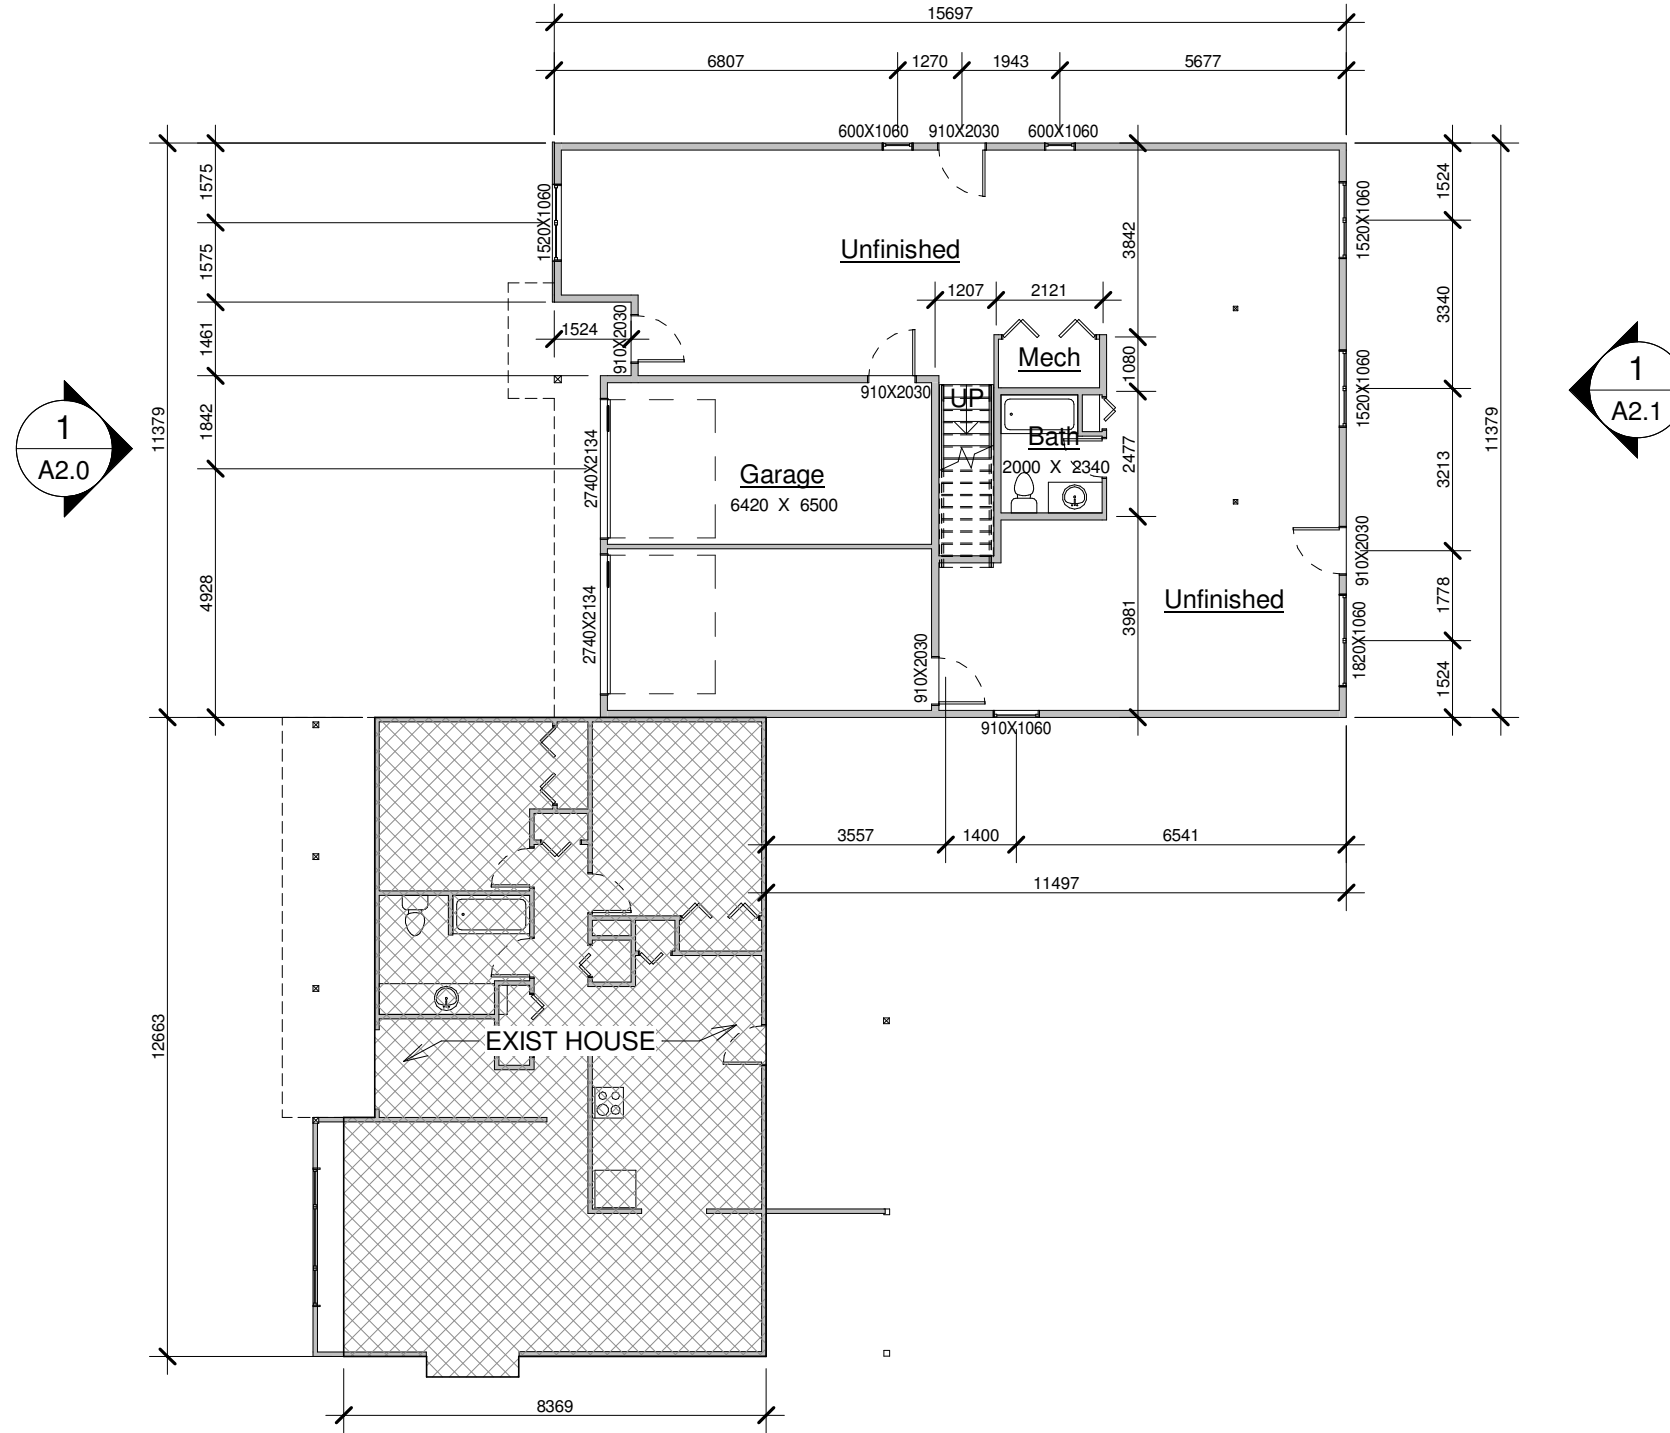 15697
6807
1270
1943
5677
600X1060
910X2030
600X1060
1575
1575
1461
1842
4928
11379
1520X1060
Unfinished
3842
1520X1060
1524
3340
3213
1778
1524
11379
1207
2121
1524
910X2030
Mech
1080
1520X1060
1
A2.0
1
A2.1
910X2030
UP
Bath
2000 X 2340
2477
2740X2134
Garage
6420 X 6500
910X2030
2740X2134
Unfinished
3981
1820X1060
910X2030
910X1060
3557
1400
6541
11497
12663
EXIST HOUSE
8369